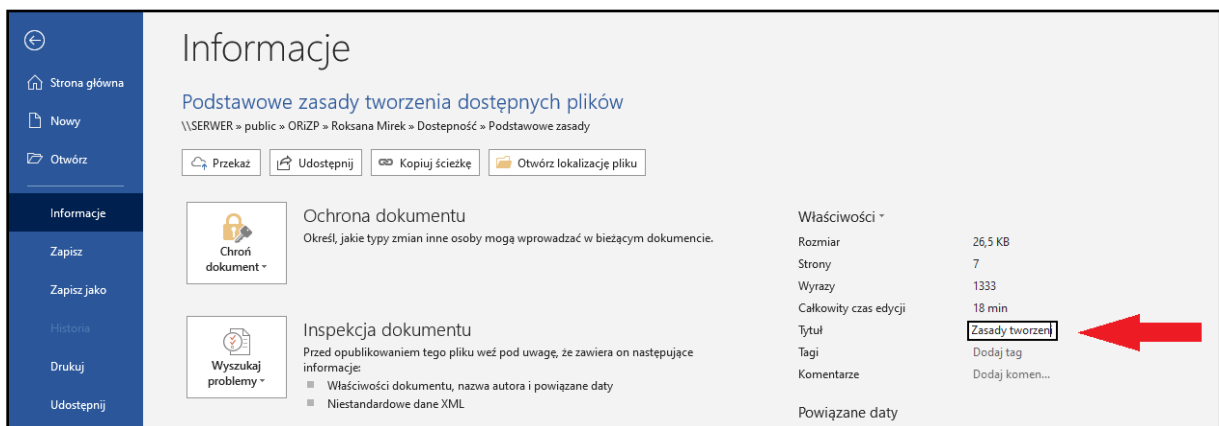 Informacje
Podstawowe zasady tworzenia dostępnych plików
\\SERWER » public » ORiZP » Roksana Mirek » Dostepność » Podstawowe zasady
Strona główna
Nowy
Otwórz
Informacje
Zapisz
Zapisz jako
Historia
Drukuj
Udostępnij
Przekaż Udostępnij Kopiuj ścieżkę Otwórz lokalizację pliku
Chroń
dokument
Ochrona dokumentu
Określ, jakie typy zmian inne osoby mogą wprowadzać w bieżącym dokumencie.
Wyszukaj
problemy
Inspekcja dokumentu
Przed opublikowaniem tego pliku weź pod uwagę, że zawiera on następujące
informacje:
Właściwości dokumentu, nazwa autora i powiązane daty
Niestandardowe dane XML
Właściwości
Rozmiar 26,5 KB
Strony 7
Wyrazy 1333
Całkowity czas edycji 18 min
Tytuł Zasady tworzeni
Tagi Dodaj tag
Komentarze Dodaj komen...
Powiązane daty